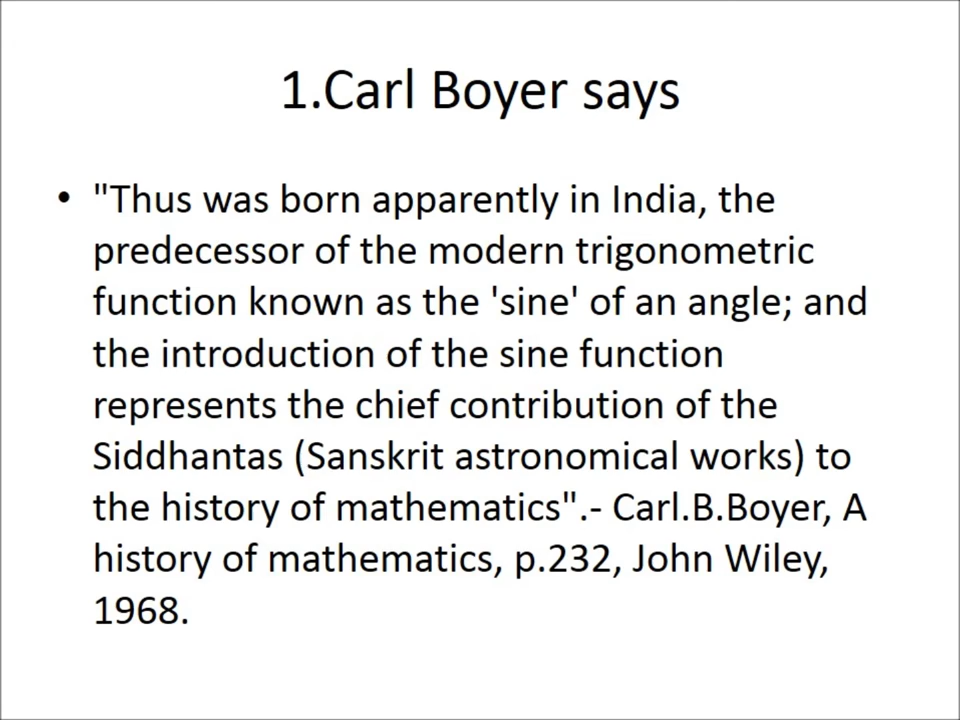 1.Carl Boyer says
• "Thus was born apparently in India, the
predecessor of the modern trigonometric
function known as the 'sine' of an angle; and
the introduction of the sine function
represents the chief contribution of the
Siddhantas (Sanskrit astronomical works) to
the history of mathematics".- Carl.B.Boyer, A
history of mathematics, p.232, John Wiley,
1968.